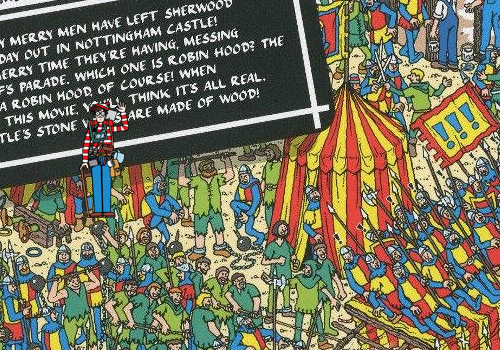 MERRY MEN HAVE LEFT SHERWOOD
DAY OUT IN NOTTINGHAM CASTLE!
TIME THEY'RE HAVING, MESSING
PARADE. WHICH ONE IS ROBIN HOOD? THE
A ROBIN HOOD, OF COURSE! WHEN
THIS MOVIE, THINK IT'S ALL REAL.
STONE ARE MADE OF WOOD!
!!!